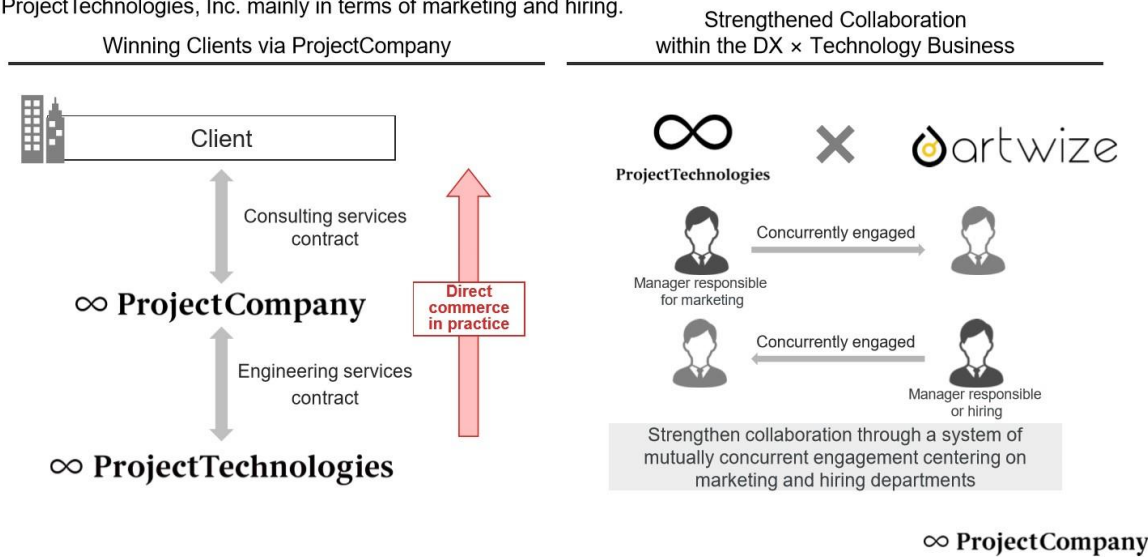 ProjectTechnologies, Inc. mainly in terms of marketing and hiring.
Winning Clients via ProjectCompany
Client
Consulting services
contract
ProjectCompany
Direct
commerce
in practice
Engineering services
contract
ProjectTechnologies
Strengthened Collaboration
within the DX × Technology Business
ProjectTechnologies
artwize
Concurrently engaged
Manager responsible
for marketing
Concurrently engaged
Manager responsible
or hiring
Strengthen collaboration through a system of
mutually concurrent engagement centering on
marketing and hiring departments
ProjectCompany